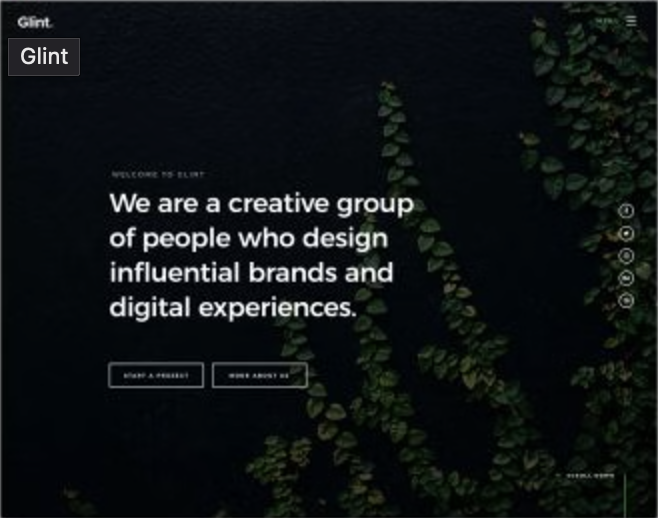 Glint.
MENU
Glint
WELCOME TO GLINT
We are a creative group
of people who design
influential brands and
digital experiences.
START A PROJECT
MORE ABOUT US
SCROLL DOWN